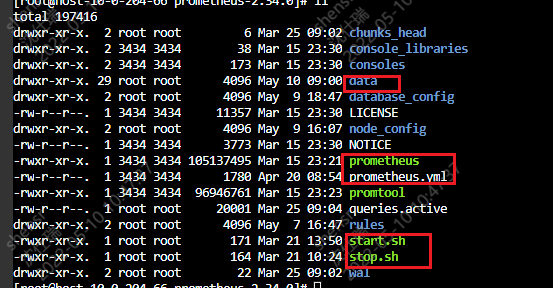 [root@host-10-0-204-66 prometheus-2.34.0]# ll
total 197416
drwxr-xr-x. 2 root root 6 Mar 25 09:02 chunks_head
drwxr-xr-x. 2 3434 3434 38 Mar 15 23:30 console_libraries
drwxr-xr-x. 2 3434 3434 173 Mar 15 23:30 consoles
drwxr-xr-x. 29 root root 4096 May 10 09:00 data
drwxr-xr-x. 2 root root 4096 May 9 18:47 database_config
-rw-r--r--. 1 3434 3434 11357 Mar 15 23:30 LICENSE
drwxr-xr-x. 2 root root 4096 May 9 16:07 node_config
-rw-r--r--. 1 3434 3434 3773 Mar 15 23:30 NOTICE
-rwxr-xr-x. 1 3434 3434 105137495 Mar 15 23:21 prometheus
-rw-r--r--. 1 3434 3434 1780 Apr 20 08:54 prometheus.yml
-rwxr-xr-x. 1 3434 3434 96946761 Mar 15 23:23 promtool
-rw-r--r--. 1 root root 20001 Mar 25 09:04 queries.active
drwxr-xr-x. 2 root root 4096 May 7 16:47 rules
-rwxr-xr-x. 1 root root 171 Mar 21 13:50 start.sh
-rwxr-xr-x. 1 root root 164 Mar 21 10:24 stop.sh
drwxr-xr-x. 2 root root 22 Mar 25 09:02 wal
[root@host-10-0-204-66 prometheus-2.34.0]#